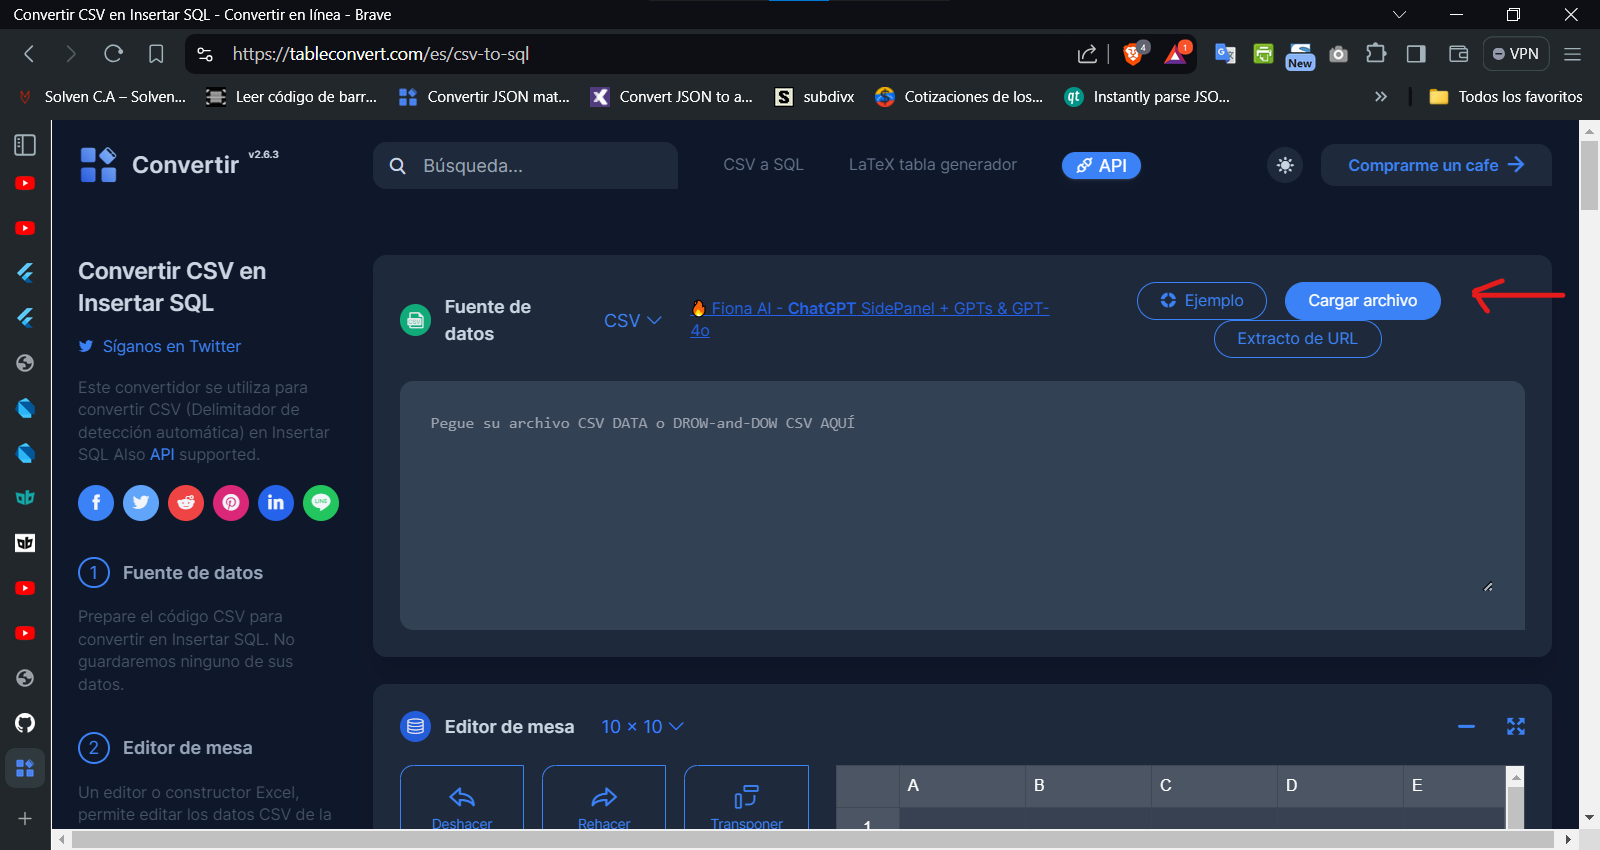 Convertir CSV en Insertar SQL - Convertir en línea - Brave
https://tableconvert.com/es/csv-to-sql
4
1
New
VPN
Solven C.A – Solven...
Leer código de barr...
Convertir JSON mat...
Convert JSON to a...
subdivx
Cotizaciones de los...
Instantly parse JSO...
Todos los favoritos
Convertir v2.6.3
Búsqueda...
CSV a SQL
LaTeX tabla generador
API
Comprarme un cafe
Convertir CSV en
Insertar SQL
Síganos en Twitter
Este convertidor se utiliza para
convertir CSV (Delimitador de
detección automática) en Insertar
SQL Also API supported.
LINE
1 Fuente de datos
Prepare el código CSV para
convertir en Insertar SQL. No
guardaremos ninguno de sus
datos.
2 Editor de mesa
Un editor o constructor Excel,
permite editar los datos CSV de la
Fuente de
datos
CSV
Fiona AI - ChatGPT SidePanel + GPTs & GPT-
4o
Ejemplo
Cargar archivo
Extracto de URL
Pegue su archivo CSV DATA o DROW-and-DOW CSV AQUÍ
Editor de mesa
10 × 10
Deshacer
Rehacer
Transponer
A B C D E
1